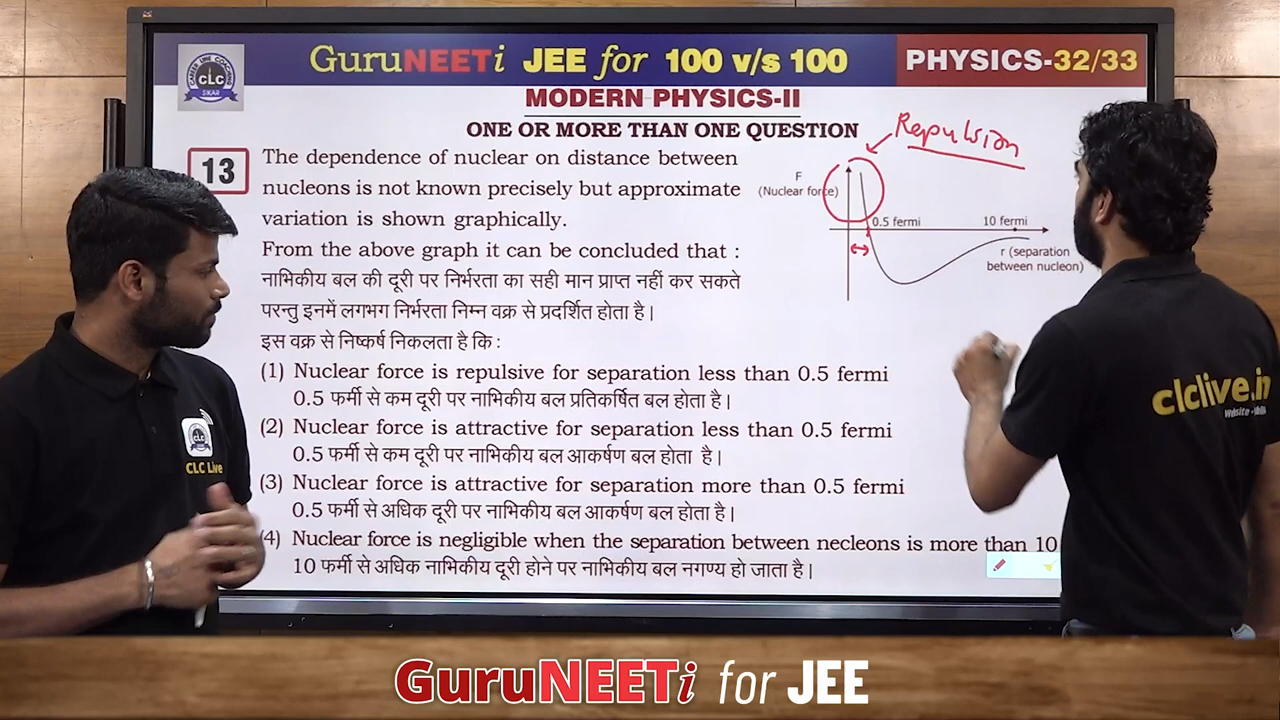 GuruNEETi JEE for 100 v/s 100
PHYSICS-32/33
CLC
SIKAR
MODERN PHYSICS-II
ONE OR MORE THAN ONE QUESTION
Repulsion
13
The dependence of nuclear on distance between
nucleons is not known precisely but approximate
variation is shown graphically.
From the above graph it can be concluded that :
नाभिकीय बल की दूरी पर निर्भरता का सही मान प्राप्त नहीं कर सकते
परन्तु इनमें लगभग निर्भरता निम्न वक्र से प्रदर्शित होता है।
इस वक्र से निष्कर्ष निकलता है कि :
F
(Nuclear force)
0.5 fermi
10 fermi
r (separation
between nucleon)
(1) Nuclear force is repulsive for separation less than 0.5 fermi
0.5 फर्मी से कम दूरी पर नाभिकीय बल प्रतिकर्षित बल होता है।
(2) Nuclear force is attractive for separation less than 0.5 fermi
0.5 फर्मी से कम दूरी पर नाभिकीय बल आकर्षण बल होता है।
(3) Nuclear force is attractive for separation more than 0.5 fermi
0.5 फर्मी से अधिक दूरी पर नाभिकीय बल आकर्षण बल होता है।
(4) Nuclear force is negligible when the separation between necleons is more than 10
10 फर्मी से अधिक नाभिकीय दूरी होने पर नाभिकीय बल नगण्य हो जाता है।
CLC
CLC Live
clclive.in
GuruNEETi for JEE